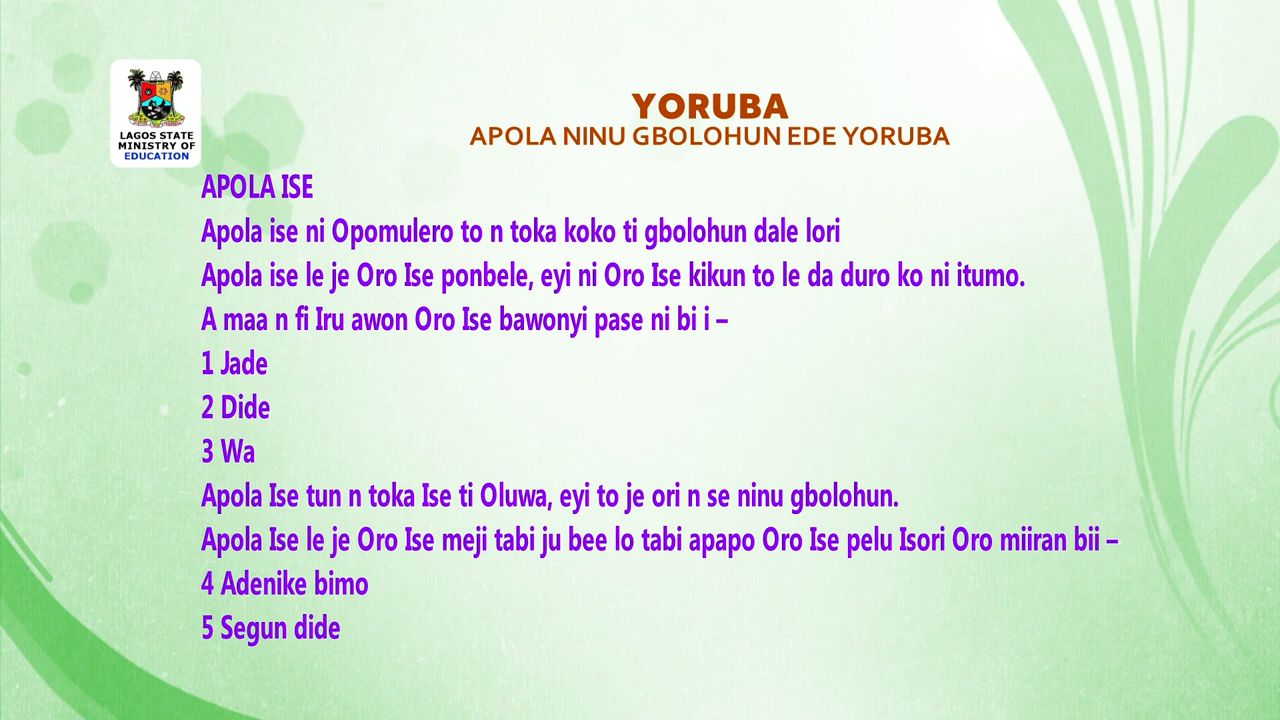 LAGOS STATE
MINISTRY OF
EDUCATION
YORUBA
APOLA NINU GBOLOHUN EDE YORUBA
APOLA ISE
Apola ise ni Opomulero to n toka koko ti gbolohun dale lori
Apola ise le je Oro Ise ponbele, eyi ni Oro Ise kikun to le da duro ko ni itumo.
A maa n fi Iru awon Oro Ise bawonyi pase ni bi i –
1 Jade
2 Dide
3 Wa
Apola Ise tun n toka Ise ti Oluwa, eyi to je ori n se ninu gbolohun.
Apola Ise le je Oro Ise meji tabi ju bee lo tabi apapo Oro Ise pelu Isori Oro miiran bii –
4 Adenike bimo
5 Segun dide